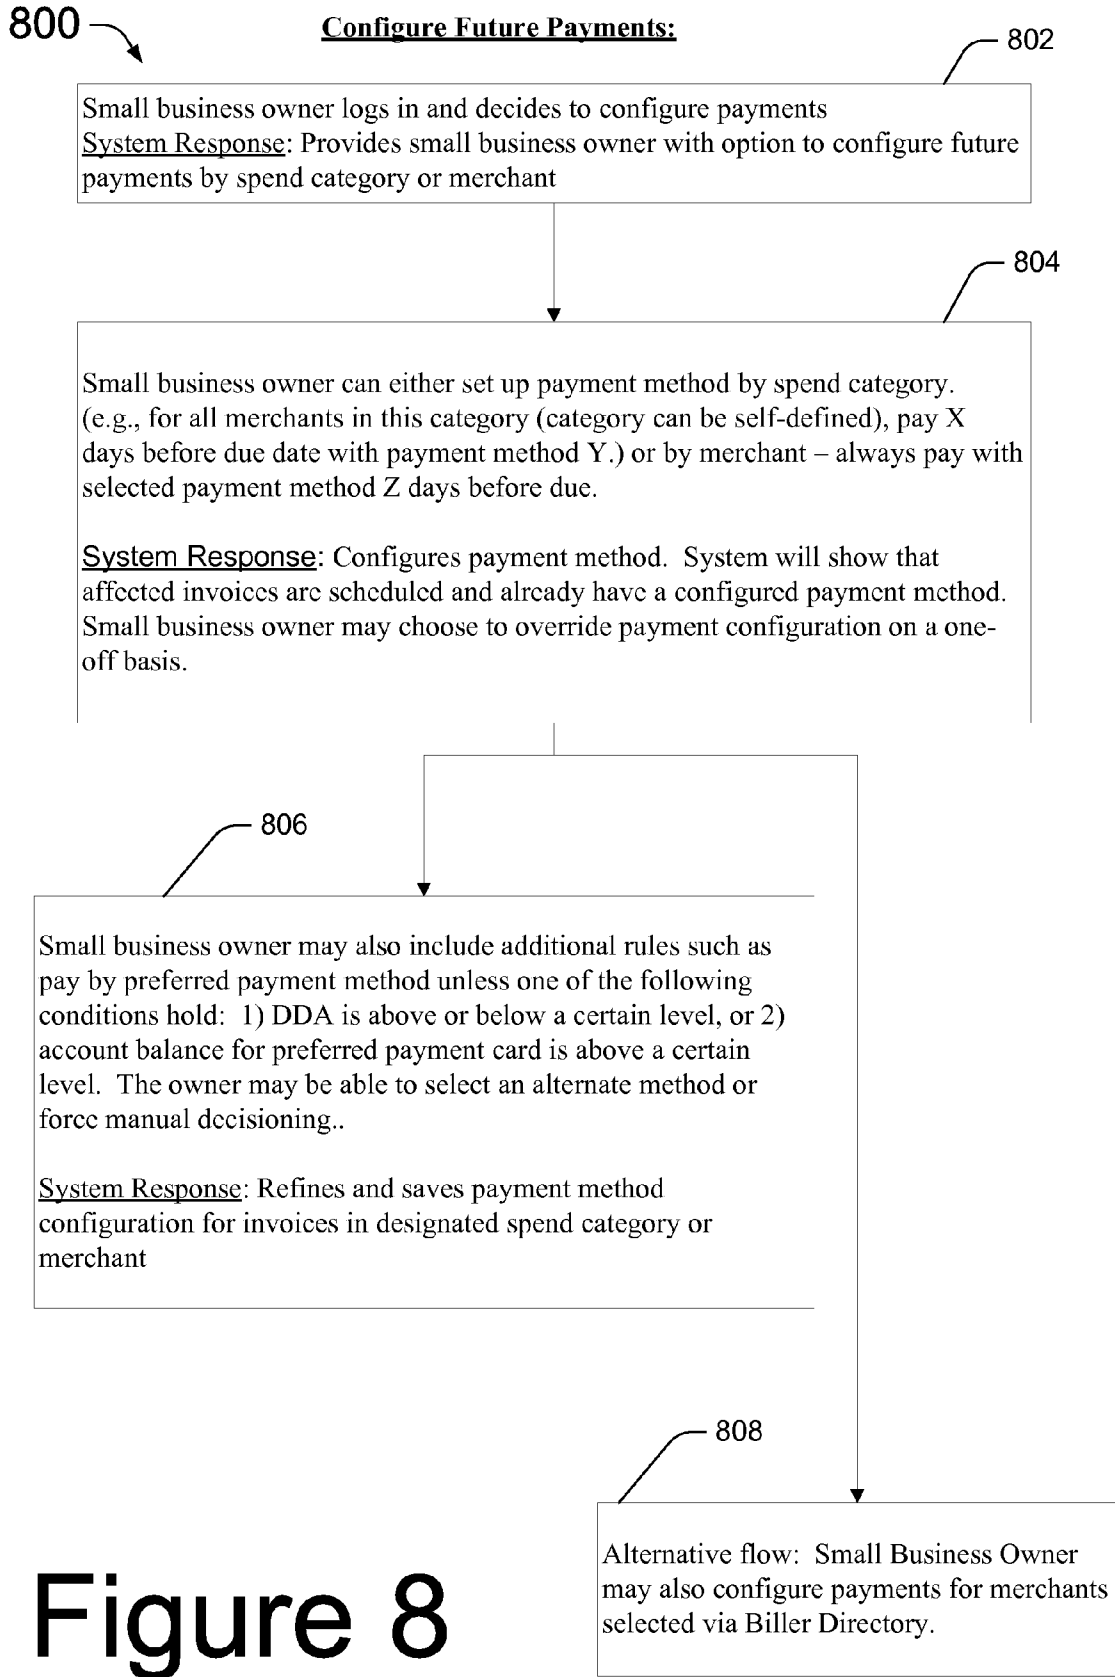 800
Configure Future Payments:
802
Small business owner logs in and decides to configure payments
System Response: Provides small business owner with option to configure future
payments by spend category or merchant
804
Small business owner can either set up payment method by spend category.
(e.g., for all merchants in this category (category can be self-defined), pay X
days before due date with payment method Y.) or by merchant – always pay with
selected payment method Z days before due.
System Response: Configures payment method.  System will show that
affected invoices are scheduled and already have a configured payment method.
Small business owner may choose to override payment configuration on a one-
off basis.
806
Small business owner may also include additional rules such as
pay by preferred payment method unless one of the following
conditions hold:  1) DDA is above or below a certain level, or 2)
account balance for preferred payment card is above a certain
level.  The owner may be able to select an alternate method or
force manual decisioning..
System Response: Refines and saves payment method
configuration for invoices in designated spend category or
merchant
808
Alternative flow:  Small Business Owner
may also configure payments for merchants
selected via Biller Directory.
Figure 8